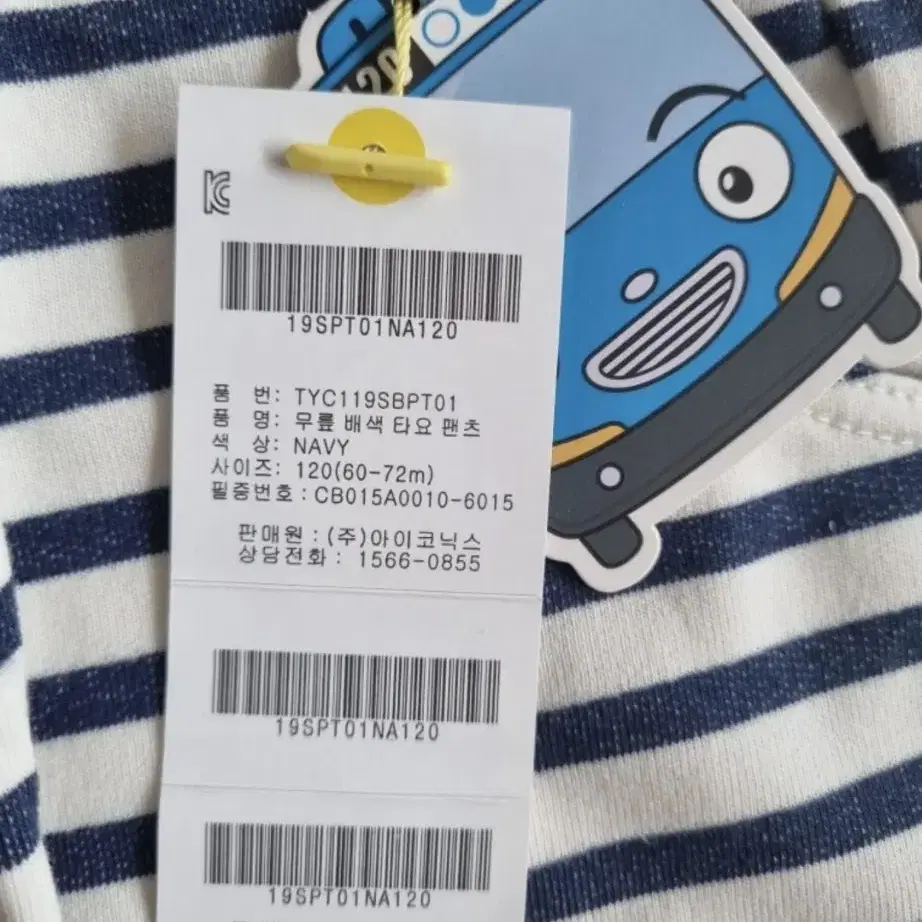 120
KC
19SPT01NA120
품 번: TYC119SBPT01
품 명: 무릎 배색 타요 팬츠
색 상: NAVY
사이즈: 120(60-72m)
필증번호 : CB015A0010-6015
판매원 : (주)아이코닉스
상담전화 : 1566-0855
19SPT01NA120
19SPT01NA120